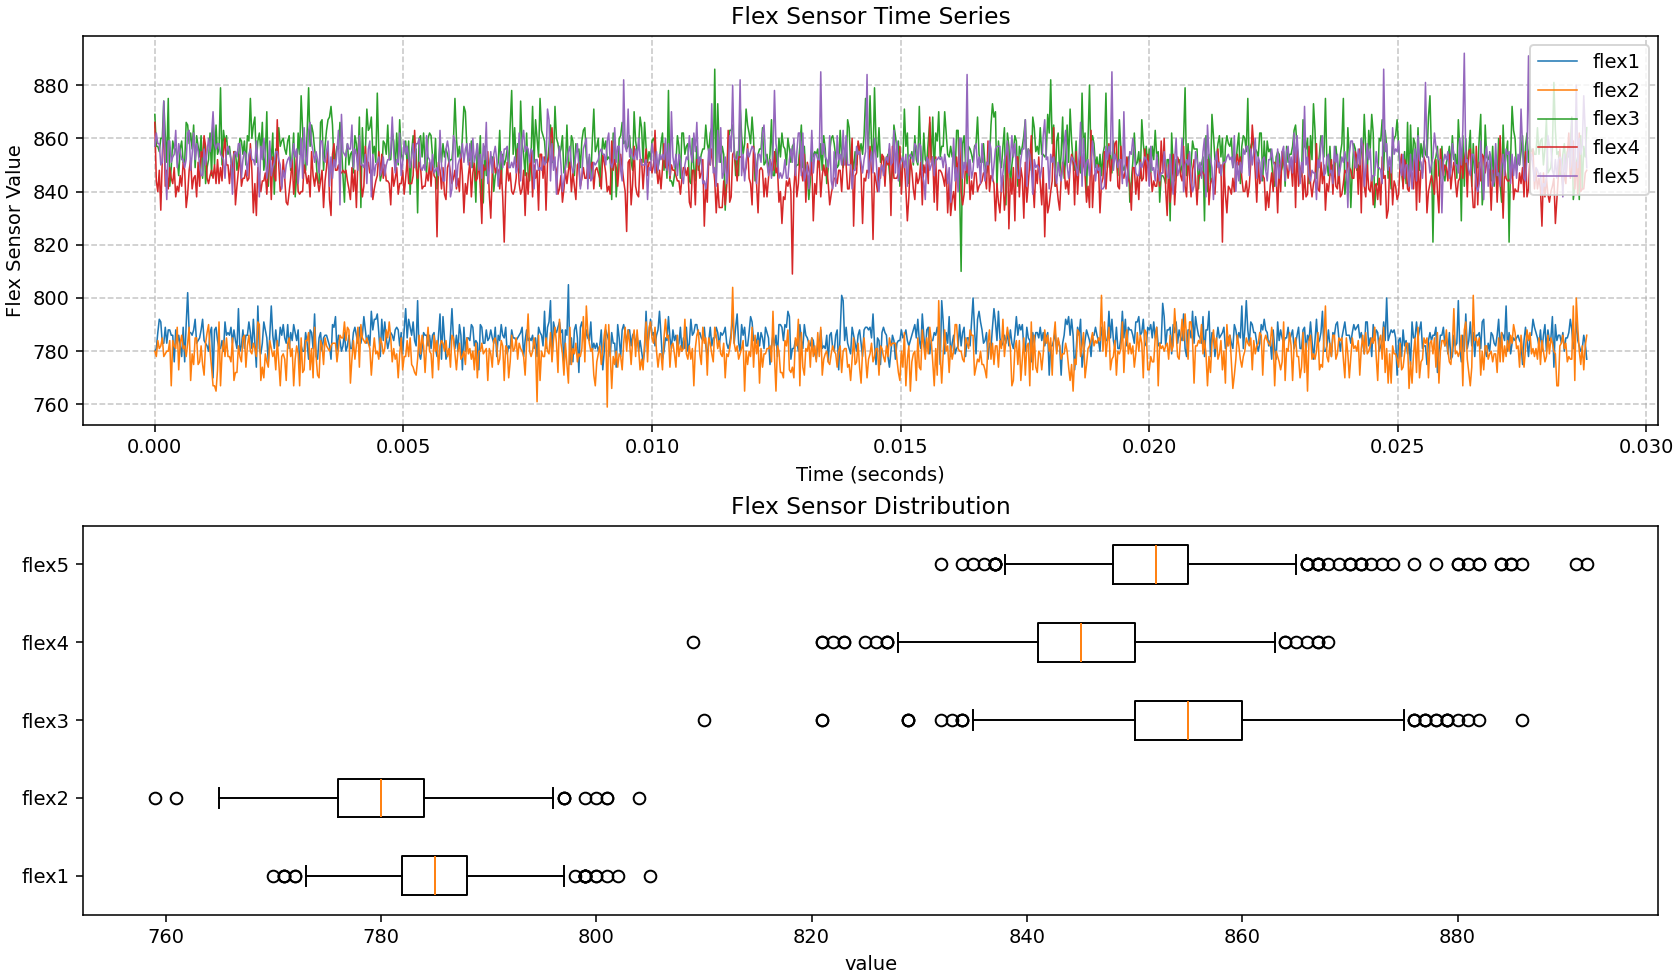 Flex Sensor Time Series
Flex Sensor Value
880
860
840
820
800
780
760
flex1
flex2
flex3
flex4
flex5
0.000 0.005 0.010 0.015 0.020 0.025 0.030
Time (seconds)
Flex Sensor Distribution
flex5
flex4
flex3
flex2
flex1
760 780 800 820 840 860 880
value